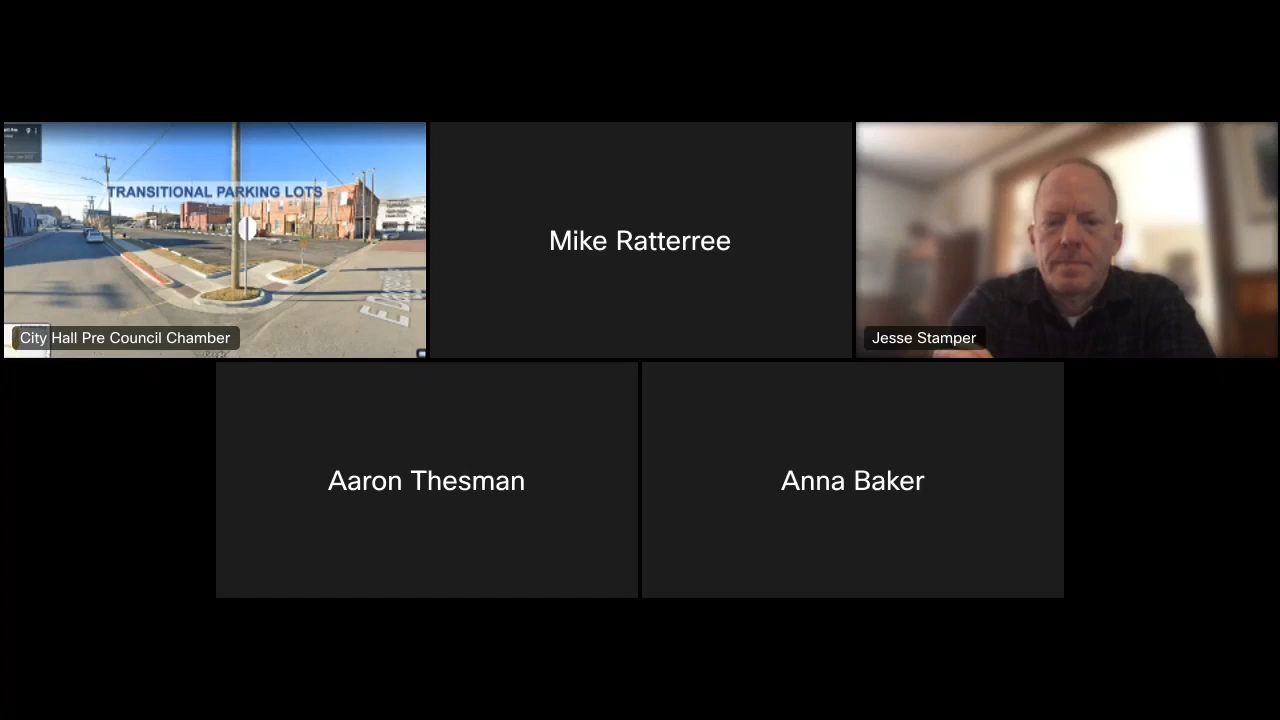 TRANSITIONAL PARKING LOTS
City Hall Pre Council Chamber
Mike Ratterree
Jesse Stamper
Aaron Thesman
Anna Baker